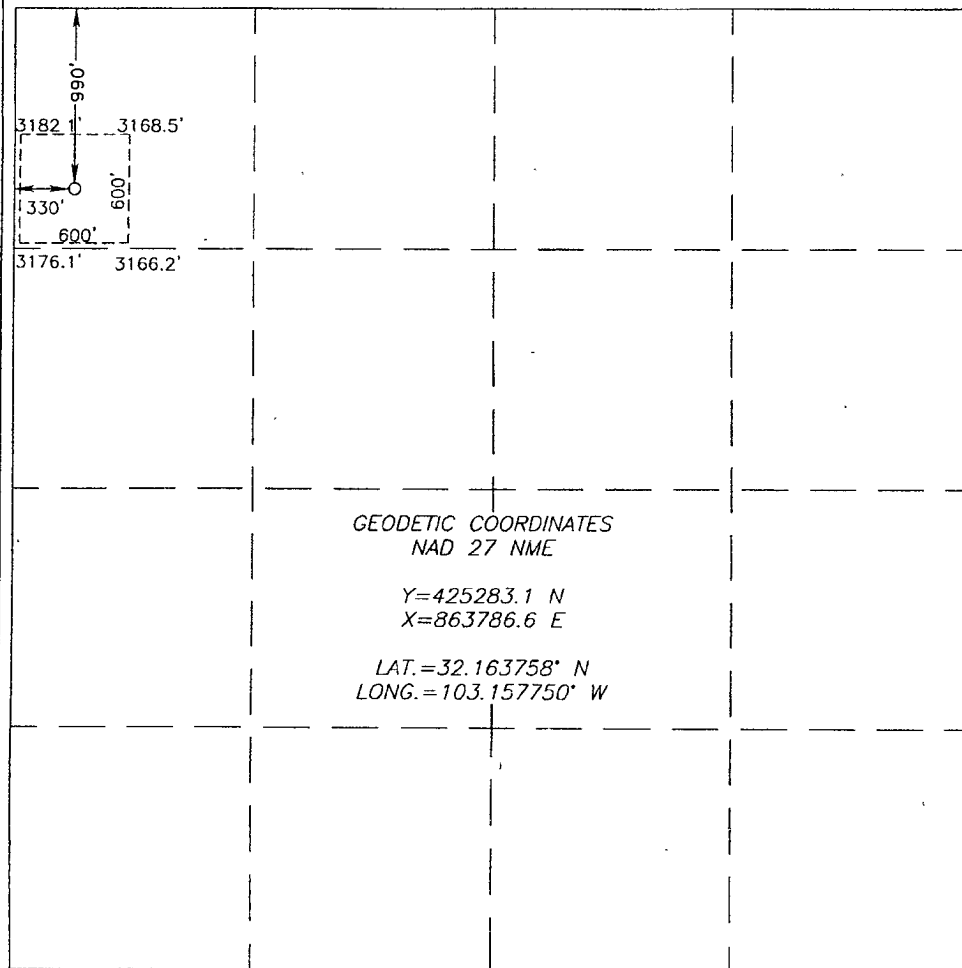 990'
3182.1' 3168.5'
330'
600'
600'
3176.1' 3166.2'
GEODETIC COORDINATES
NAD 27 NME
Y=425283.1 N
X=863786.6 E
LAT.=32.163758° N
LONG.=103.157750° W